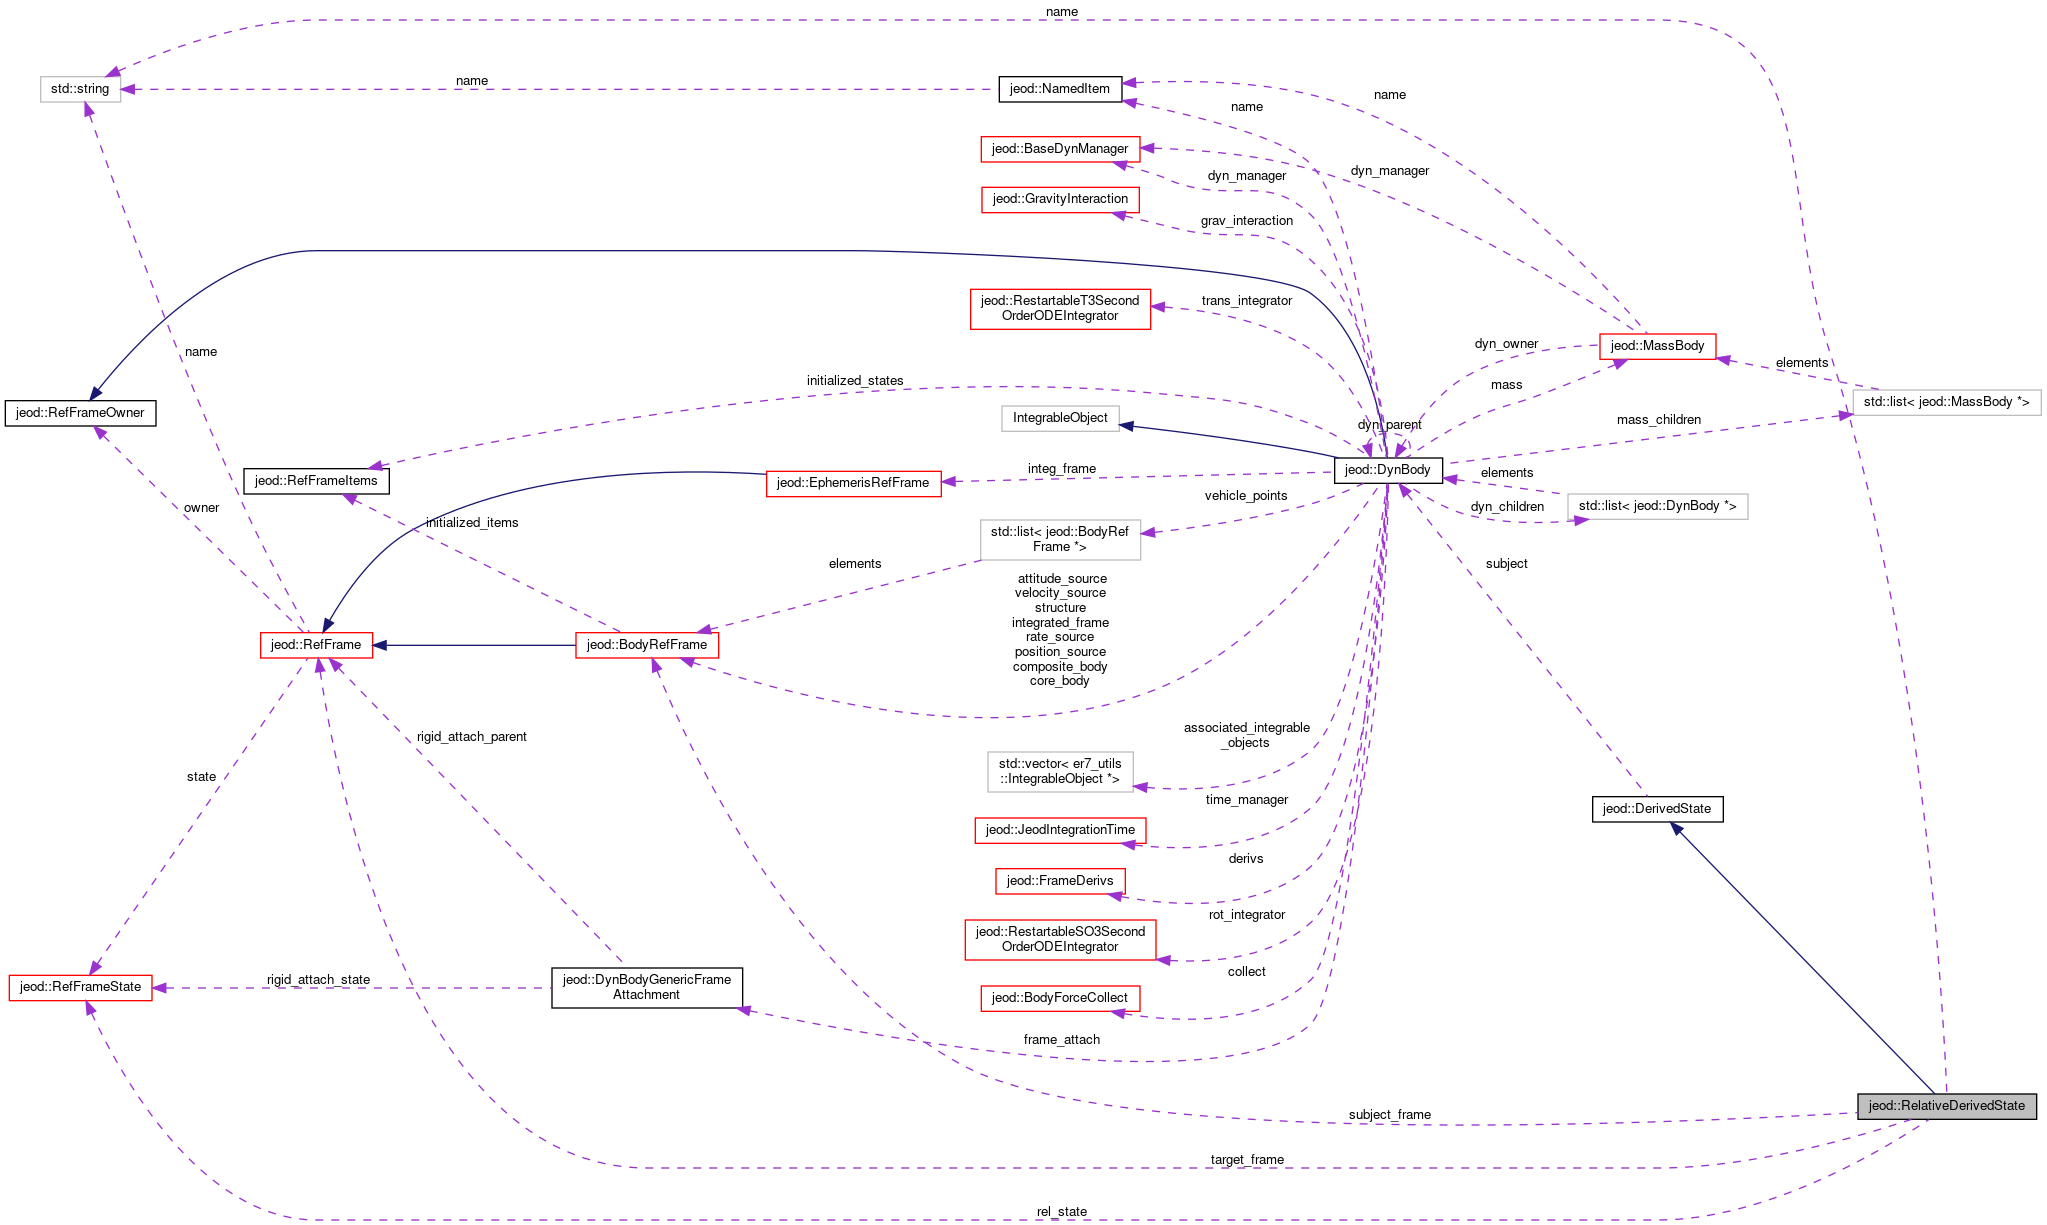 name
std::string
name
jeod::NamedItem
name
name
jeod::BaseDynManager
dyn_manager
dyn_manager
jeod::GravityInteraction
grav_interaction
jeod::RestartableT3Second
OrderODEIntegrator
trans_integrator
name
dyn_owner
jeod::MassBody
elements
initialized_states
mass
std::list< jeod::MassBody *>
jeod::RefFrameOwner
IntegrableObject
dyn_parent
mass_children
jeod::RefFrameItems
jeod::EphemerisRefFrame
integ_frame
jeod::DynBody
elements
owner
vehicle_points
dyn_children
std::list< jeod::DynBody *>
initialized_items
std::list< jeod::BodyRef
Frame *>
elements
subject
attitude_source
velocity_source
structure
integrated_frame
rate_source
position_source
composite_body
core_body
jeod::RefFrame
jeod::BodyRefFrame
rigid_attach_parent
associated_integrable
_objects
state
std::vector< er7_utils
::IntegrableObject *>
time_manager
jeod::DerivedState
jeod::JeodIntegrationTime
derivs
jeod::FrameDerivs
rot_integrator
jeod::RestartableSO3Second
OrderODEIntegrator
jeod::RefFrameState
rigid_attach_state
jeod::DynBodyGenericFrame
Attachment
collect
jeod::BodyForceCollect
frame_attach
subject_frame
jeod::RelativeDerivedState
target_frame
rel_state